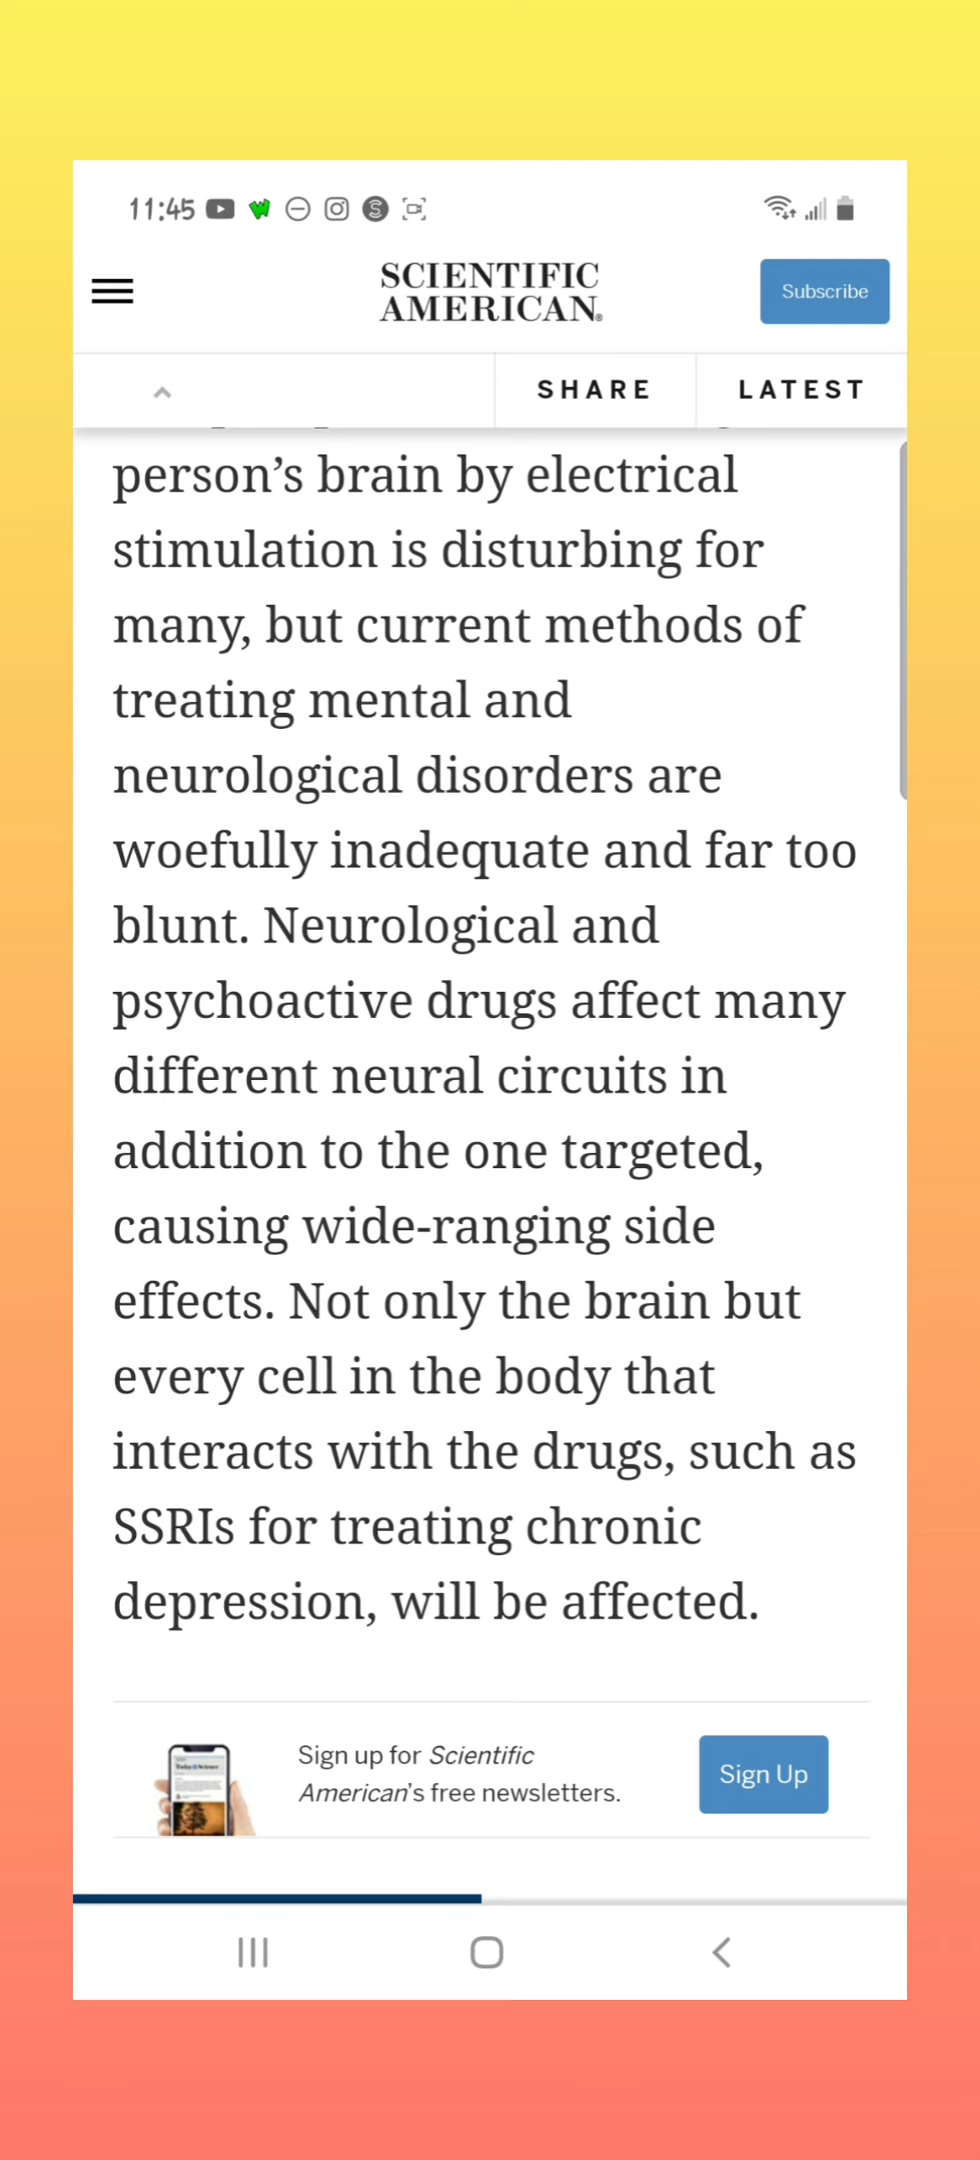 11:45
SCIENTIFIC
AMERICAN®
Subscribe
SHARE
LATEST
person’s brain by electrical
stimulation is disturbing for
many, but current methods of
treating mental and
neurological disorders are
woefully inadequate and far too
blunt. Neurological and
psychoactive drugs affect many
different neural circuits in
addition to the one targeted,
causing wide-ranging side
effects. Not only the brain but
every cell in the body that
interacts with the drugs, such as
SSRIs for treating chronic
depression, will be affected.
Sign up for Scientific
American’s free newsletters.
Sign Up